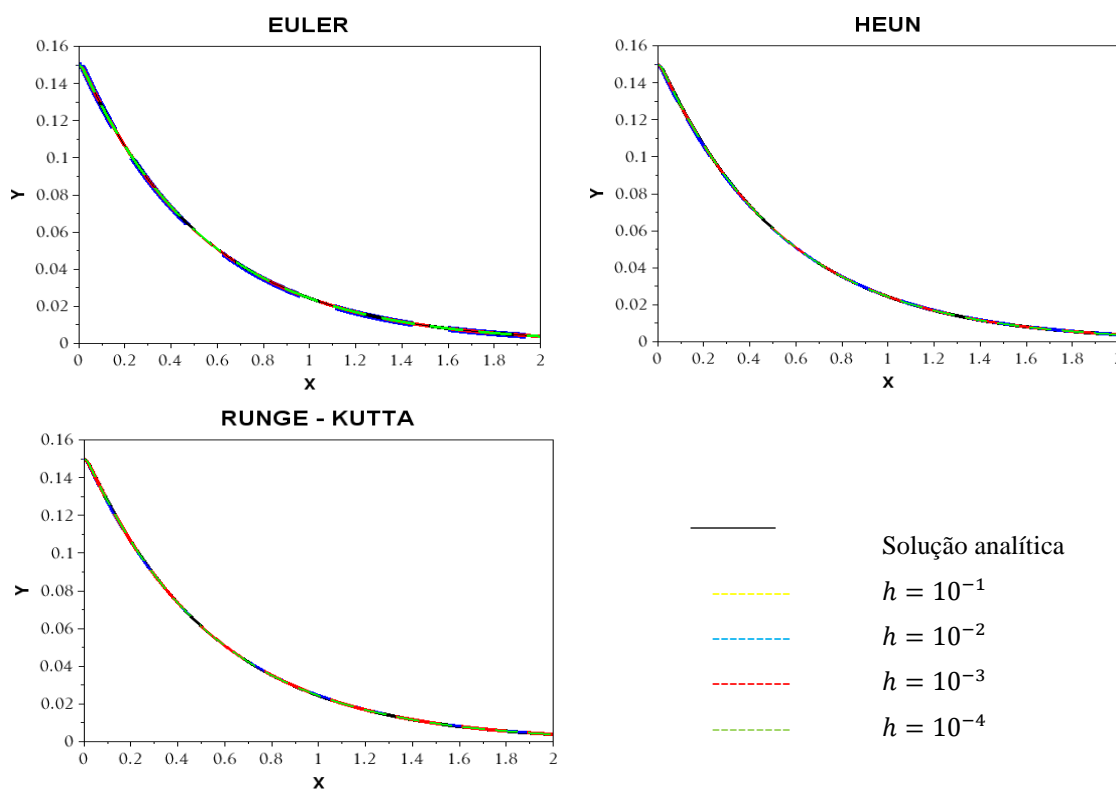 EULER
0.16
0.14
0.12
0.1
0.08
0.06
0.04
0.02
0
Y
0 0.2 0.4 0.6 0.8 1 1.2 1.4 1.6 1.8 2
X
HEUN
0.16
0.14
0.12
0.1
0.08
0.06
0.04
0.02
0
Y
0 0.2 0.4 0.6 0.8 1 1.2 1.4 1.6 1.8
X
RUNGE - KUTTA
0.16
0.14
0.12
0.1
0.08
0.06
0.04
0.02
0
Y
0 0.2 0.4 0.6 0.8 1 1.2 1.4 1.6 1.8 2
X
Solução analítica
h = 10⁻¹
h = 10⁻²
h = 10⁻³
h = 10⁻⁴